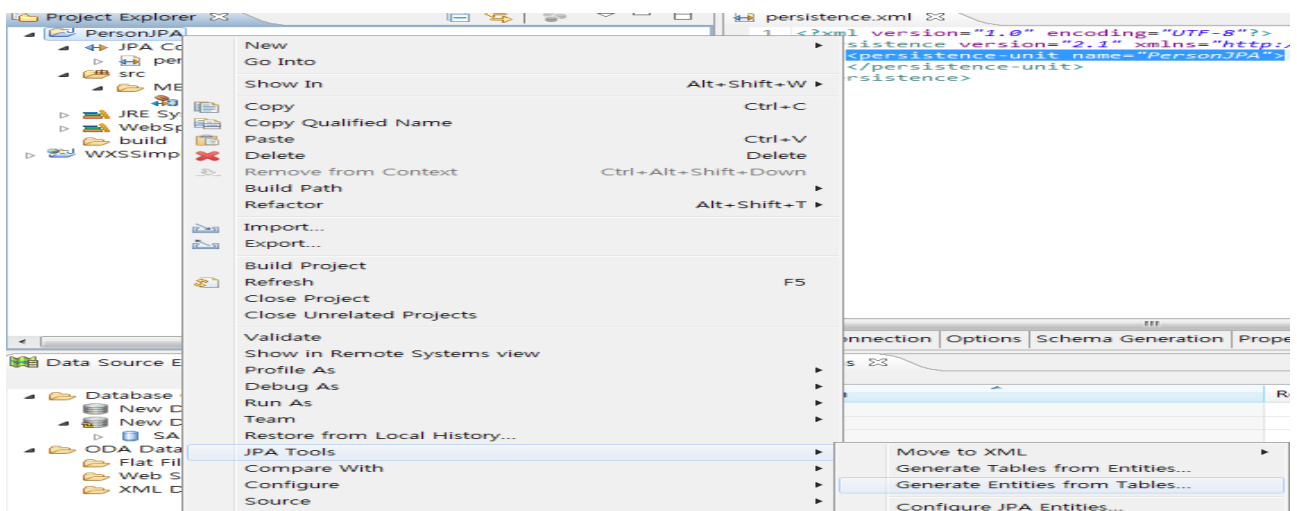 Project Explorer
PersonJPA
JPA Co
per
src
ME
JRE Sy
WebSp
build
WXSSimp
New
Go Into
Show In Alt+Shift+W
Copy Ctrl+C
Copy Qualified Name
Paste Ctrl+V
Delete Delete
Remove from Context Ctrl+Alt+Shift+Down
Build Path
Refactor Alt+Shift+T
Import...
Export...
Build Project
Refresh F5
Close Project
Close Unrelated Projects
Validate
Show in Remote Systems view
Profile As
Debug As
Run As
Team
Restore from Local History...
JPA Tools
Compare With
Configure
Source
Move to XML
Generate Tables from Entities...
Generate Entities from Tables...
Configure JPA Entities...
persistence.xml
1 <?xml version="1.0" encoding="UTF-8"?>
sistence version="2.1" xmlns="http:/
<persistence-unit name="PersonJPA">
</persistence-unit>
rsistence>
nnection Options Schema Generation Prope
s
R
Data Source E
Database
New D
New D
SA
ODA Data
Flat Fil
Web S
XML D